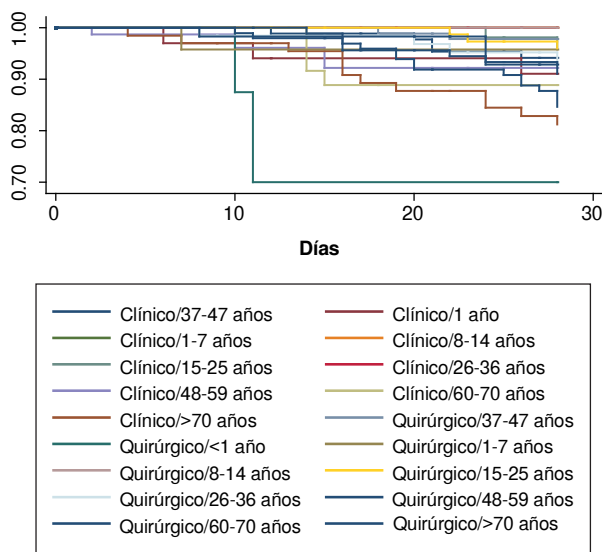 1.00
0.90
0.80
0.70
0 10 20 30
Días
Clínico/37-47 años Clínico/1 año
Clínico/1-7 años Clínico/8-14 años
Clínico/15-25 años Clínico/26-36 años
Clínico/48-59 años Clínico/60-70 años
Clínico/>70 años Quirúrgico/37-47 años
Quirúrgico/<1 año Quirúrgico/1-7 años
Quirúrgico/8-14 años Quirúrgico/15-25 años
Quirúrgico/26-36 años Quirúrgico/48-59 años
Quirúrgico/60-70 años Quirúrgico/>70 años